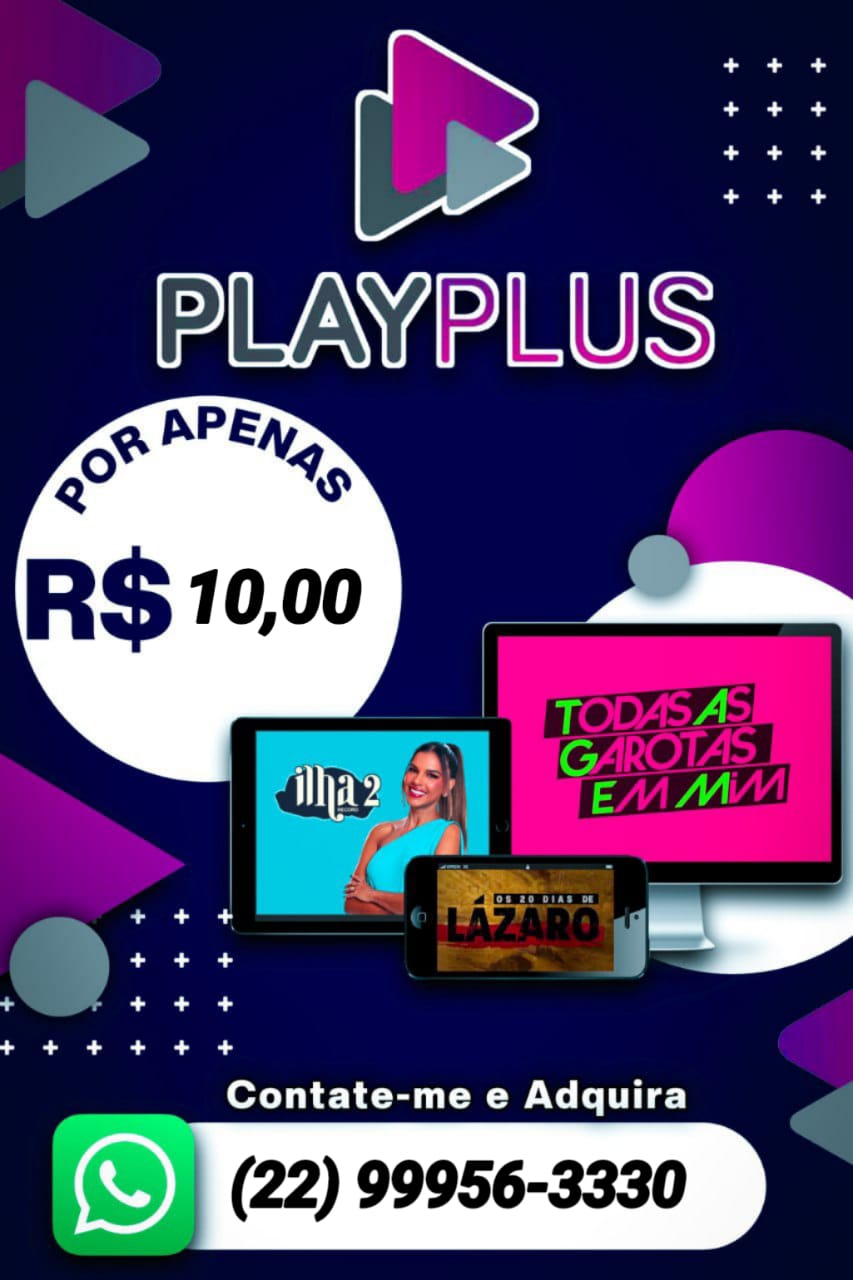 PLAYPLUS
POR APENAS
R$ 10,00
TODAS AS
GAROTAS
EM MIM
ilha 2
RECORD
OS 20 DIAS DE
LÁZARO
Contate-me e Adquira
(22) 99956-3330